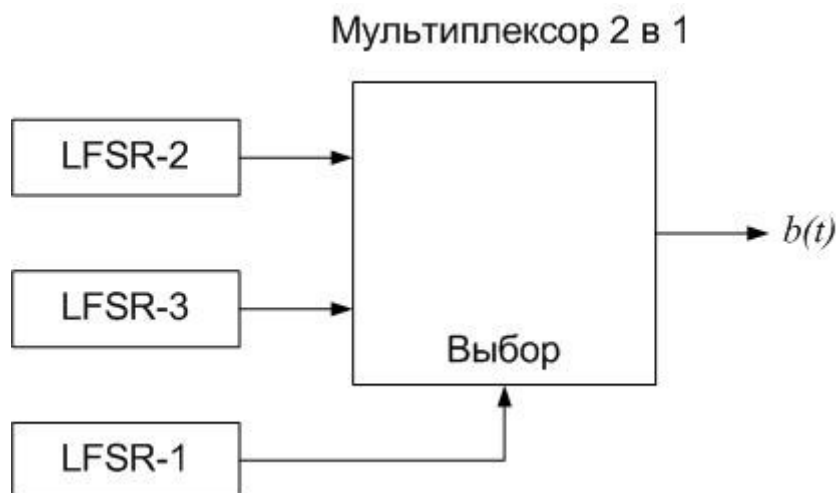 Мультиплексор 2 в 1
LFSR-2
b(t)
LFSR-3
Выбор
LFSR-1